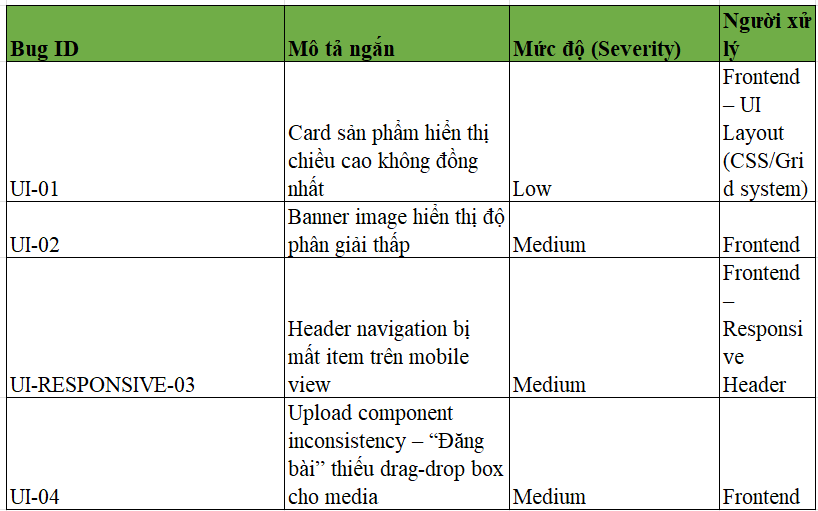 Bug ID
Mô tả ngắn
Mức độ (Severity)
Người xử
lý
UI-01
Card sản phẩm hiển thị
chiều cao không đồng
nhất
Low
Frontend
– UI
Layout
(CSS/Gri
d system)
UI-02
Banner image hiển thị độ
phân giải thấp
Medium
Frontend
UI-RESPONSIVE-03
Header navigation bị
mất item trên mobile
view
Medium
Frontend
–
Responsi
ve
Header
UI-04
Upload component
inconsistency – “Đăng
bài” thiếu drag-drop box
cho media
Medium
Frontend